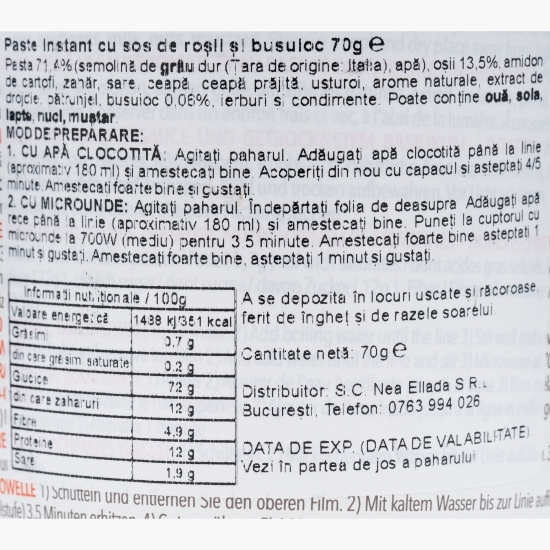 Paste Instant cu sos de roșii și busuioc 70g e
Pasta 71,4% (semolină de grâu dur (Țara de origine: Italia), apă), oșii 13,5%, amidon
de cartofi, zahăr, sare, ceapă, ceapă prăjită, usturoi, arome naturale, extract de
drojdie, pătrunjel, busuioc 0.06%, ierburi și condimente. Poate conține ouă, soia,
lapte, nuci, muștar.
MOD DE PREPARARE:
1. CU APĂ CLOCOTITĂ: Agitați paharul. Adăugați apă clocotită până la linie
(aproximativ 180 ml) și amestecați bine. Acoperiți din nou cu capacul și așteptați 4/5
minute. Amestecați foarte bine și gustați.
2. CU MICROUNDE: Agitați paharul. Îndepărtați folia de deasupra Adăugați apă
rece până la linie (aproximativ 180 ml) și amestecați bine. Puneți la cuptorul cu
microunde la 700W (mediu) pentru 3 5 minute. Amestecați foarte bine, așteptați 1
minut și gustați. Amestecați foarte bine, așteptați 1 minut și gustați.
Informații nutriționale / 100g
Valoare energetică 1488 kj/351 kcal
Grăsimi 0,7 g
din care grăsimi saturate 0,2 g
Glucice 72 g
din care zaharuri 12 g
Fibre 4,9 g
Proteine 12 g
Sare 1,9 g
A se depozita în locuri uscate și răcoroase,
ferit de îngheț și de razele soarelui.
Cantitate netă: 70g e
Distribuitor: S.C. Nea Ellada S.R.L.
București, Telefon: 0763 994 026
DATA DE EXP. (DATA DE VALABILITATE)
Vezi în partea de jos a paharului
1) Schütteln und entfernen Sie den oberen Film. 2) Mit kaltem Wasser bis zur Linie
3.5 Minuten erhitzen. 4)